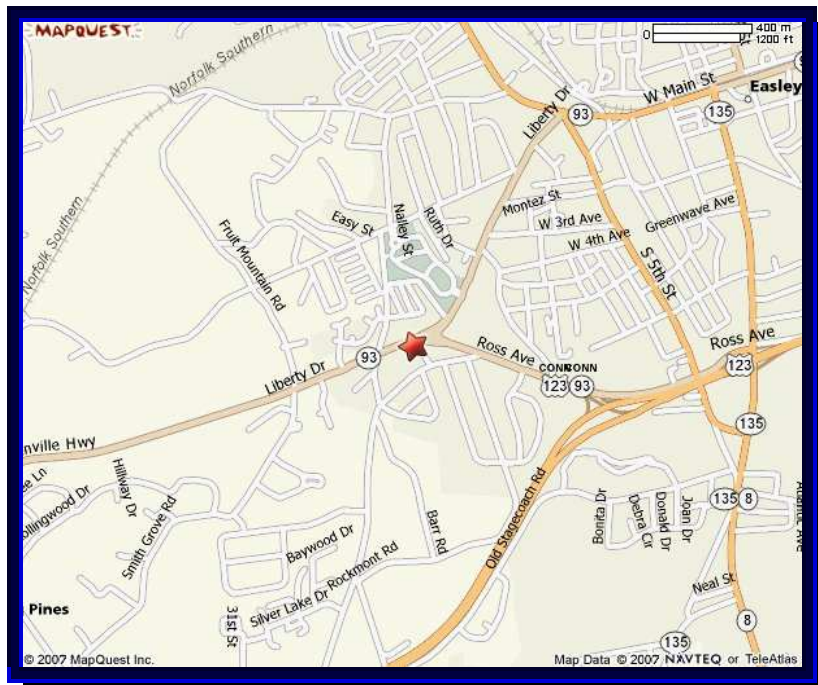 MAPQUEST.
0
400 m
1200 ft
Norfolk Southern
W Main St
Easley
93
135
Liberty Dr
Montez St
Nalley St
Ruth Dr
Easy St
W 3rd Ave
Greenwave Ave
W 4th Ave
Fruit Mountain Rd
Norfolk Southern
S 5th St
Ross Ave
Ross Ave
93
123
CONN
CONN
123
93
Liberty Dr
135
nville Hwy
ee Ln
Hillway Dr
ollingwood Dr
Smith Grove Rd
Barr Rd
Old Stagecoach Rd
135
8
Bonita Dr
Debra Cir
Donald Dr
Joan Dr
Baywood Dr
Rockmont Rd
Silver Lake Dr
31st St
Neal St
Pines
8
135
© 2007 MapQuest Inc.
Map Data © 2007 NAVTEQ or TeleAtlas